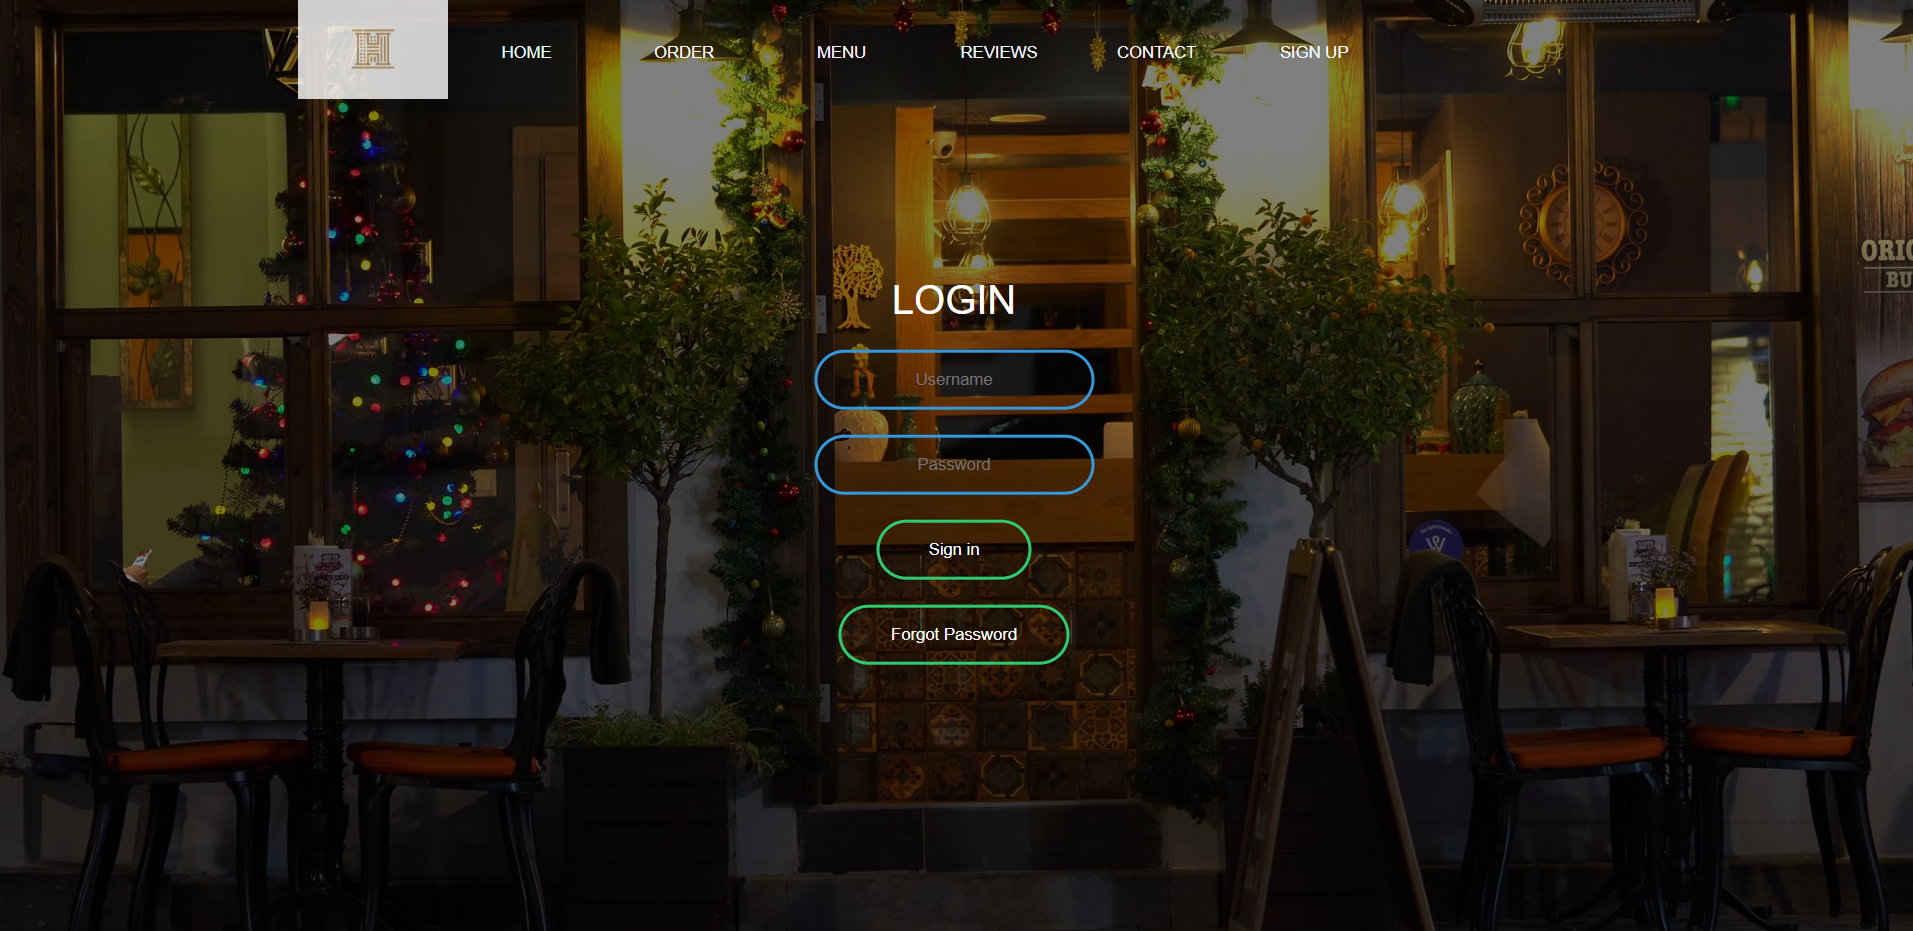 H
HOME
ORDER
MENU
REVIEWS
CONTACT
SIGN UP
LOGIN
Username
Password
Sign in
Forgot Password
W